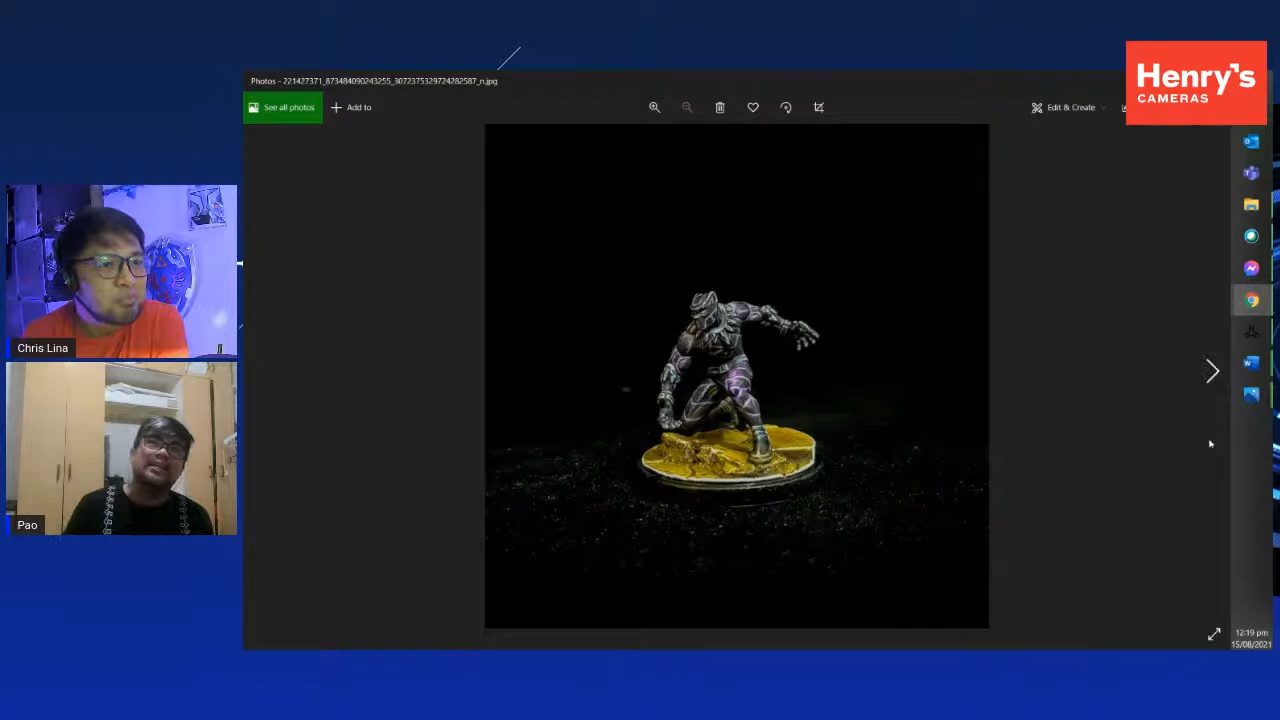 Henry's
CAMERAS
Photos - 221427371_873484090243255_3072375329724282587_n.jpg
See all photos
Add to
Edit & Create
Chris Lina
Pao
12:19 pm
15/08/2021